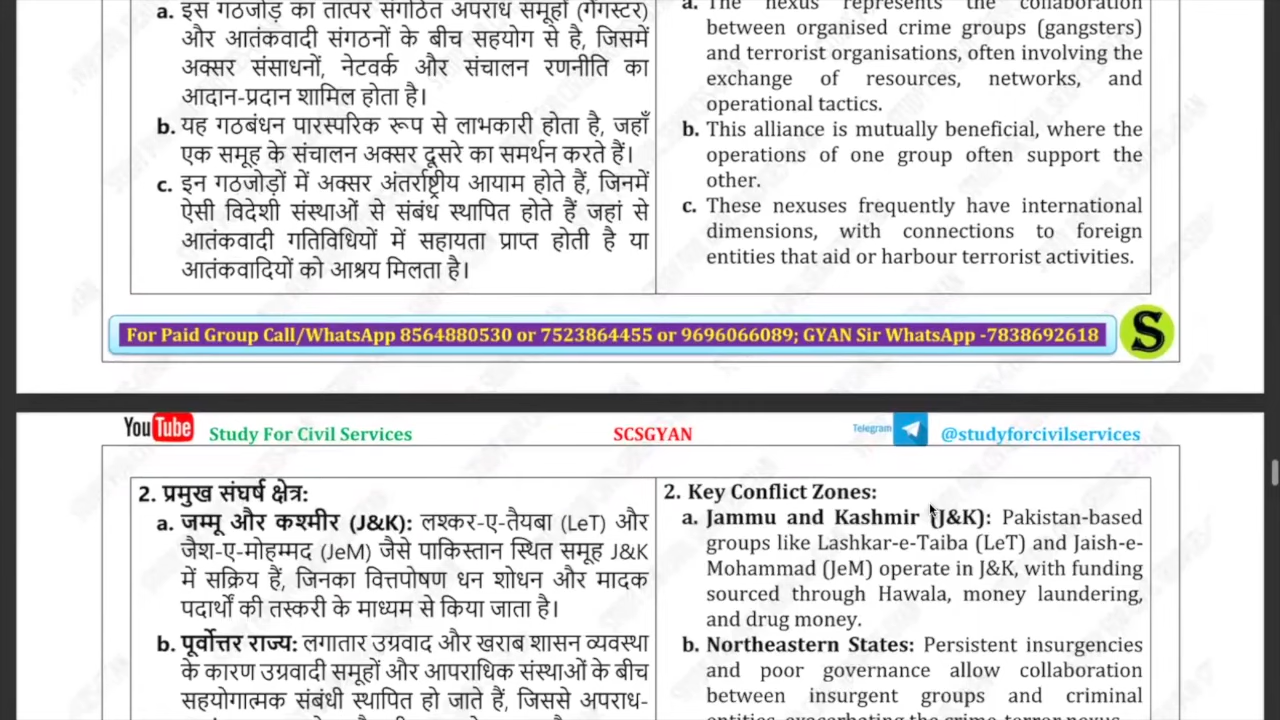 a. इस गठजोड़ का तात्पर्य संगठित अपराध समूहों (गैंगस्टर)
और आतंकवादी संगठनों के बीच सहयोग से है, जिसमें
अक्सर संसाधनों, नेटवर्क और संचालन रणनीति का
आदान-प्रदान शामिल होता है।
b. यह गठबंधन पारस्परिक रूप से लाभकारी होता है, जहाँ
एक समूह के संचालन अक्सर दूसरे का समर्थन करते हैं।
c. इन गठजोड़ों में अक्सर अंतर्राष्ट्रीय आयाम होते हैं, जिनमें
ऐसी विदेशी संस्थाओं से संबंध स्थापित होते हैं जहां से
आतंकवादी गतिविधियों में सहायता प्राप्त होती है या
आतंकवादियों को आश्रय मिलता है।
a. The nexus represents the collaboration
between organised crime groups (gangsters)
and terrorist organisations, often involving the
exchange of resources, networks, and
operational tactics.
b. This alliance is mutually beneficial, where the
operations of one group often support the
other.
c. These nexuses frequently have international
dimensions, with connections to foreign
entities that aid or harbour terrorist activities.
For Paid Group Call/WhatsApp 8564880530 or 7523864455 or 9696066089; GYAN Sir WhatsApp -7838692618
S
YouTube Study For Civil Services SCSGYAN Telegram @studyforcivilservices
2. प्रमुख संघर्ष क्षेत्र:
a. जम्मू और कश्मीर (J&K): लश्कर-ए-तैयबा (LeT) और
जैश-ए-मोहम्मद (JeM) जैसे पाकिस्तान स्थित समूह J&K
में सक्रिय हैं, जिनका वित्तपोषण धन शोधन और मादक
पदार्थों की तस्करी के माध्यम से किया जाता है।
b. पूर्वोत्तर राज्य: लगातार उग्रवाद और खराब शासन व्यवस्था
के कारण उग्रवादी समूहों और आपराधिक संस्थाओं के बीच
सहयोगात्मक संबंधी स्थापित हो जाते हैं, जिससे अपराध-
2. Key Conflict Zones:
a. Jammu and Kashmir (J&K): Pakistan-based
groups like Lashkar-e-Taiba (LeT) and Jaish-e-
Mohammad (JeM) operate in J&K, with funding
sourced through Hawala, money laundering,
and drug money.
b. Northeastern States: Persistent insurgencies
and poor governance allow collaboration
between insurgent groups and criminal
entities, exacerbating the crime-terror nexus.